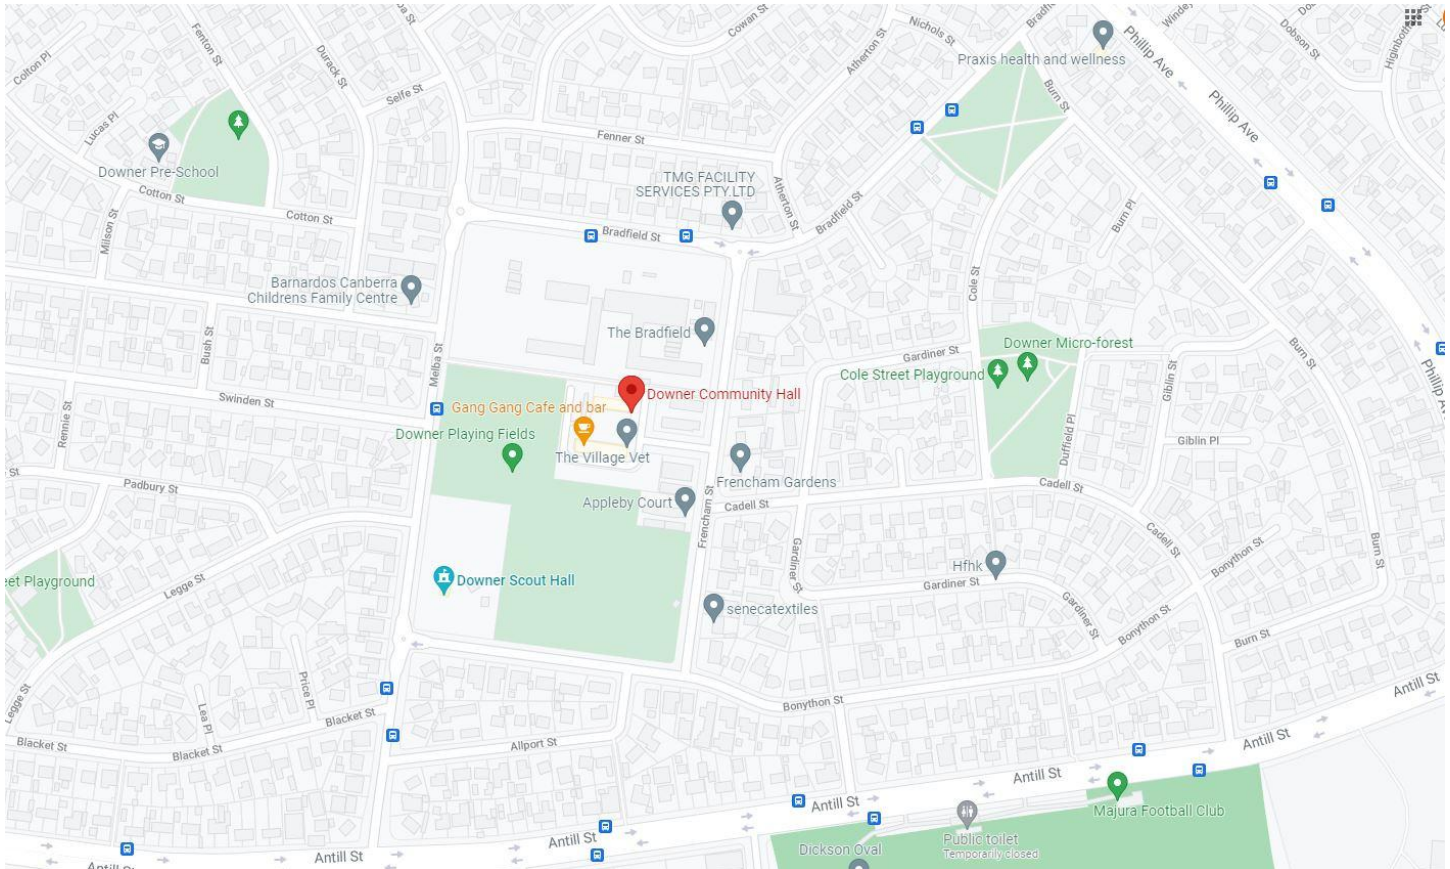 Fenton St
Durack St
Cowan St
Nichols St
Atherton St
Praxis health and wellness
Phillip Ave
Dobson St
Colton Pl
Selfe St
Burn St
Phillip Ave
Lucas Pl
Downer Pre-School
Fenner St
TMG FACILITY
SERVICES PTY LTD
Atherton St
Cotton St
Cotton St
Milson St
Bradfield St
Bradfield St
Burn Pl
Barnardos Canberra
Childrens Family Centre
Cole St
The Bradfield
Bush St
Melba St
Gardiner St
Downer Micro-forest
Cole Street Playground
Burn St
Giblin St
Swinden St
Rennie St
Downer Community Hall
Gang Gang Cafe and bar
Downer Playing Fields
The Village Vet
Duffield Pl
Giblin Pl
Padbury St
Frencham Gardens
Appleby Court
Cadell St
Cadell St
Frencham St
Cadell St
Bonython St
Burn St
Gardiner St
Hfhk
Gardiner St
Gardiner St
Legge St
Downer Scout Hall
senecatextiles
Bonython St
Burn St
Legge St
Price Pl
Lea Pl
Blacket St
Blacket St
Blacket St
Allport St
Bonython St
Antill St
Antill St
Antill St
Antill St
Antill St
Antill St
Majura Football Club
Public toilet
Temporarily closed
Dickson Oval